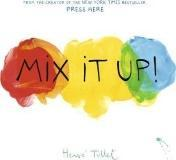 FROM THE CREATOR OF THE NEW YORK TIMES BESTSELLER
PRESS HERE
MiX iT UP!
Hervé Tullet